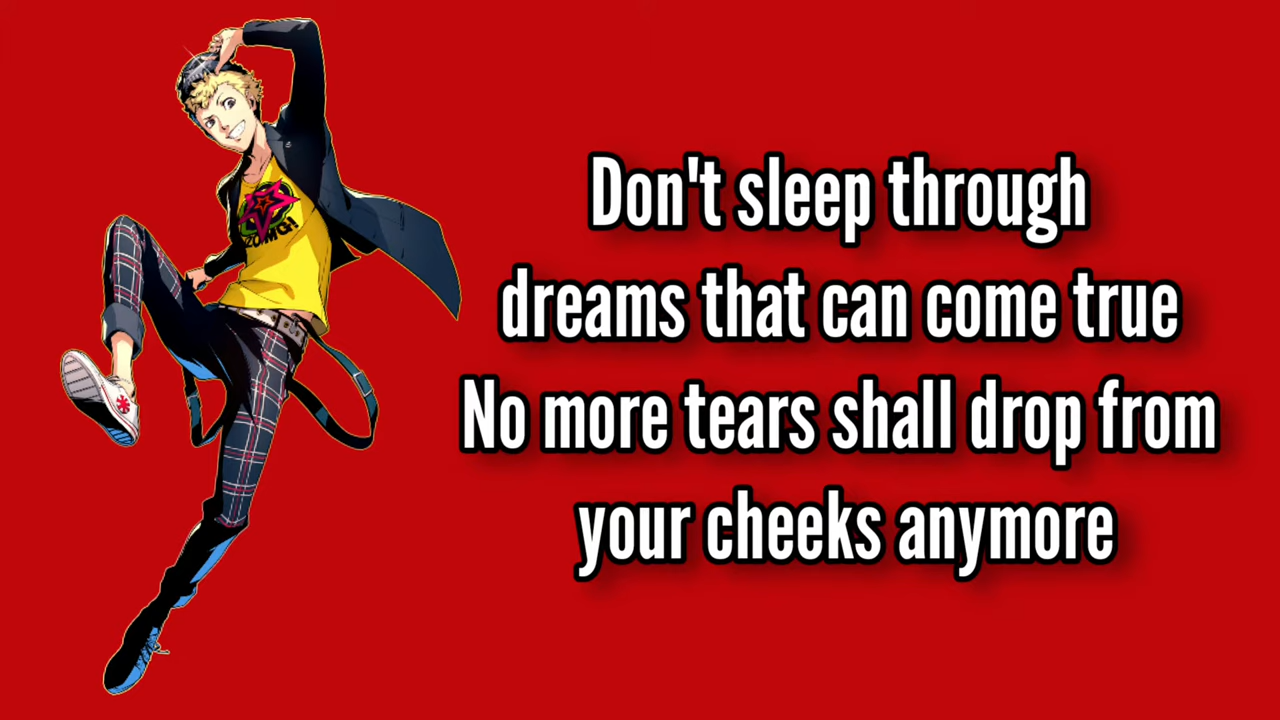 Don't sleep through
dreams that can come true
No more tears shall drop from
your cheeks anymore